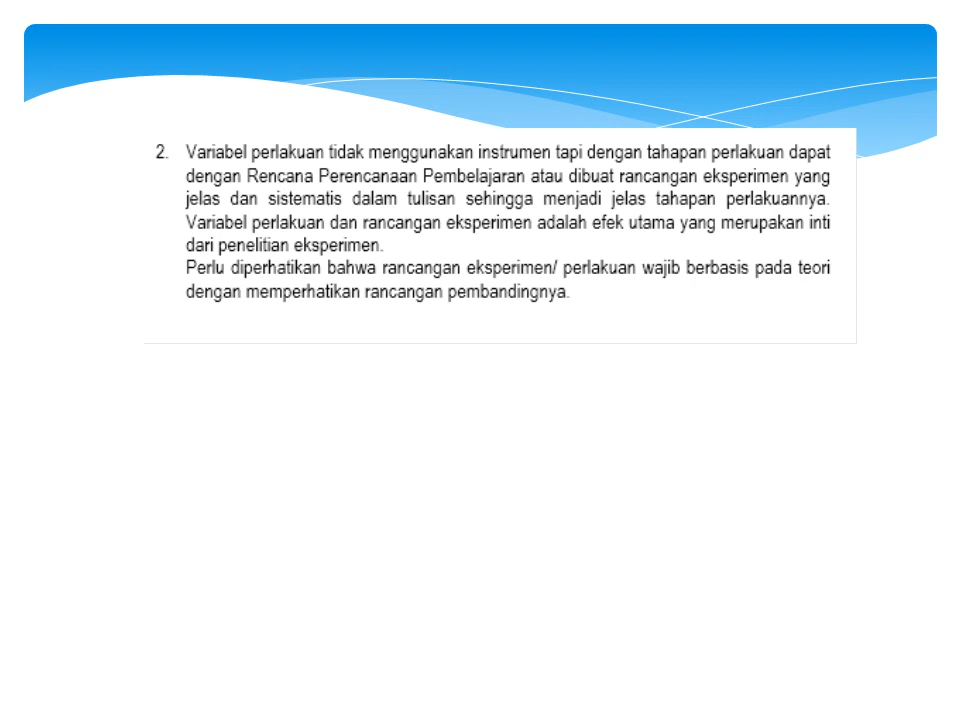 2. Variabel perlakuan tidak menggunakan instrumen tapi dengan tahapan perlakuan dapat
dengan Rencana Perencanaan Pembelajaran atau dibuat rancangan eksperimen yang
jelas dan sistematis dalam tulisan sehingga menjadi jelas tahapan perlakuannya.
Variabel perlakuan dan rancangan eksperimen adalah efek utama yang merupakan inti
dari penelitian eksperimen.
Perlu diperhatikan bahwa rancangan eksperimen/ perlakuan wajib berbasis pada teori
dengan memperhatikan rancangan pembandingnya.